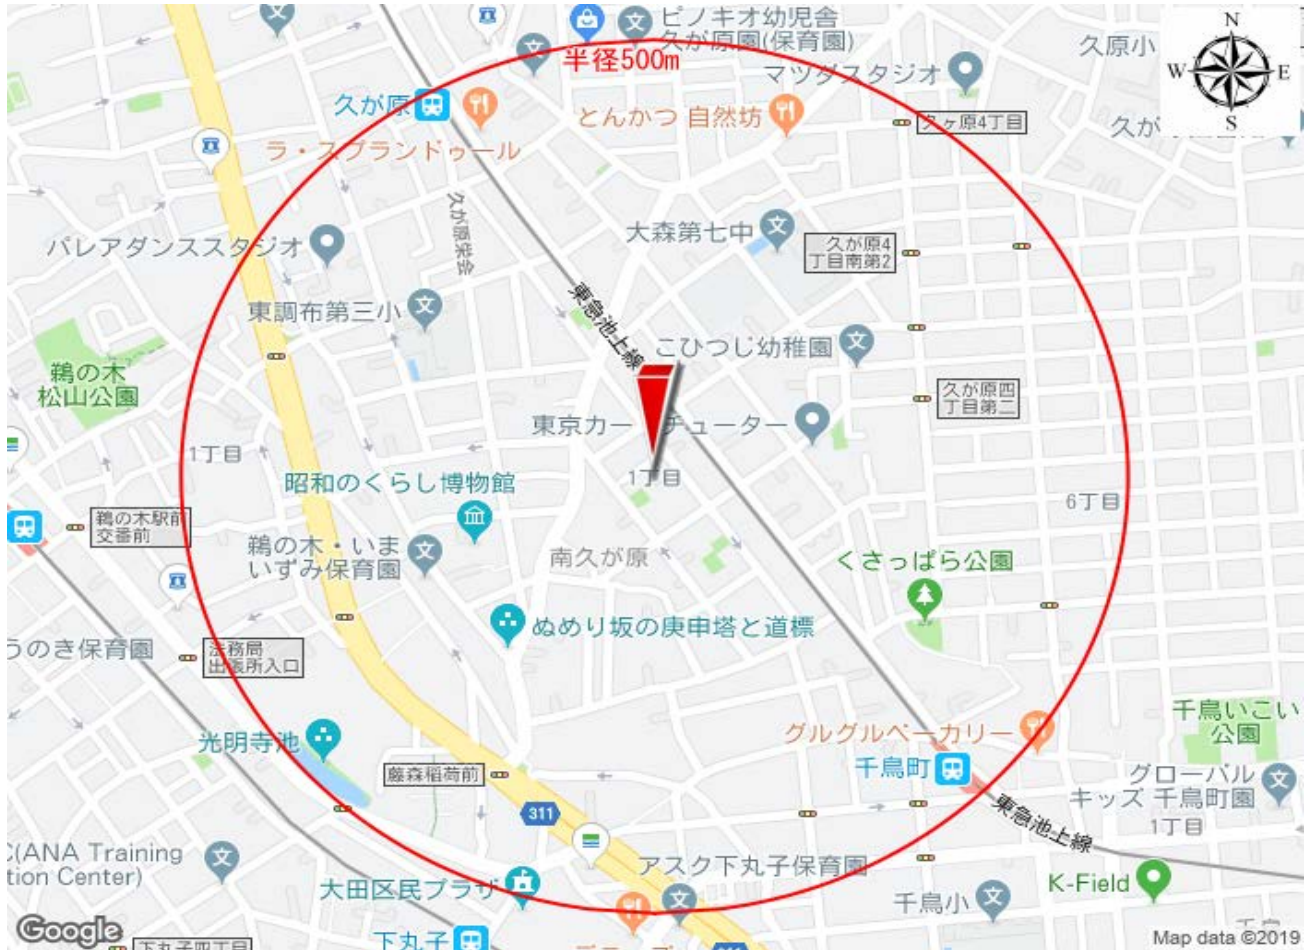 ピノキオ幼児舎
久が原園(保育園)
久原小
N
W
E
S
半径500m
マツダスタジオ
久が原
とんかつ 自然坊
久ヶ原4丁目
久が
ラ・スグランドゥール
久が原栄会
大森第七中
久が原4
丁目南第2
パレアダンススタジオ
東調布第三小
東急池上線
こひつじ幼稚園
鵜の木
松山公園
久が原四
丁目第二
東京カー
チューター
1丁目
1丁目
昭和のくらし博物館
6丁目
鵜の木駅前
交番前
鵜の木・いま
いずみ保育園
南久が原
くさっぱら公園
ぬめり坂の庚申塔と道標
うのき保育園
法務局
出張所入口
千鳥いこい
公園
光明寺池
グルグルベーカリー
藤森稲荷前
千鳥町
グローバル
キッズ 千鳥町園
311
東急池上線
1丁目
C(ANA Training
tion Center)
アスク下丸子保育園
大田区民プラザ
K-Field
千鳥小
Google
下丸子四丁目
下丸子
Map data ©2019